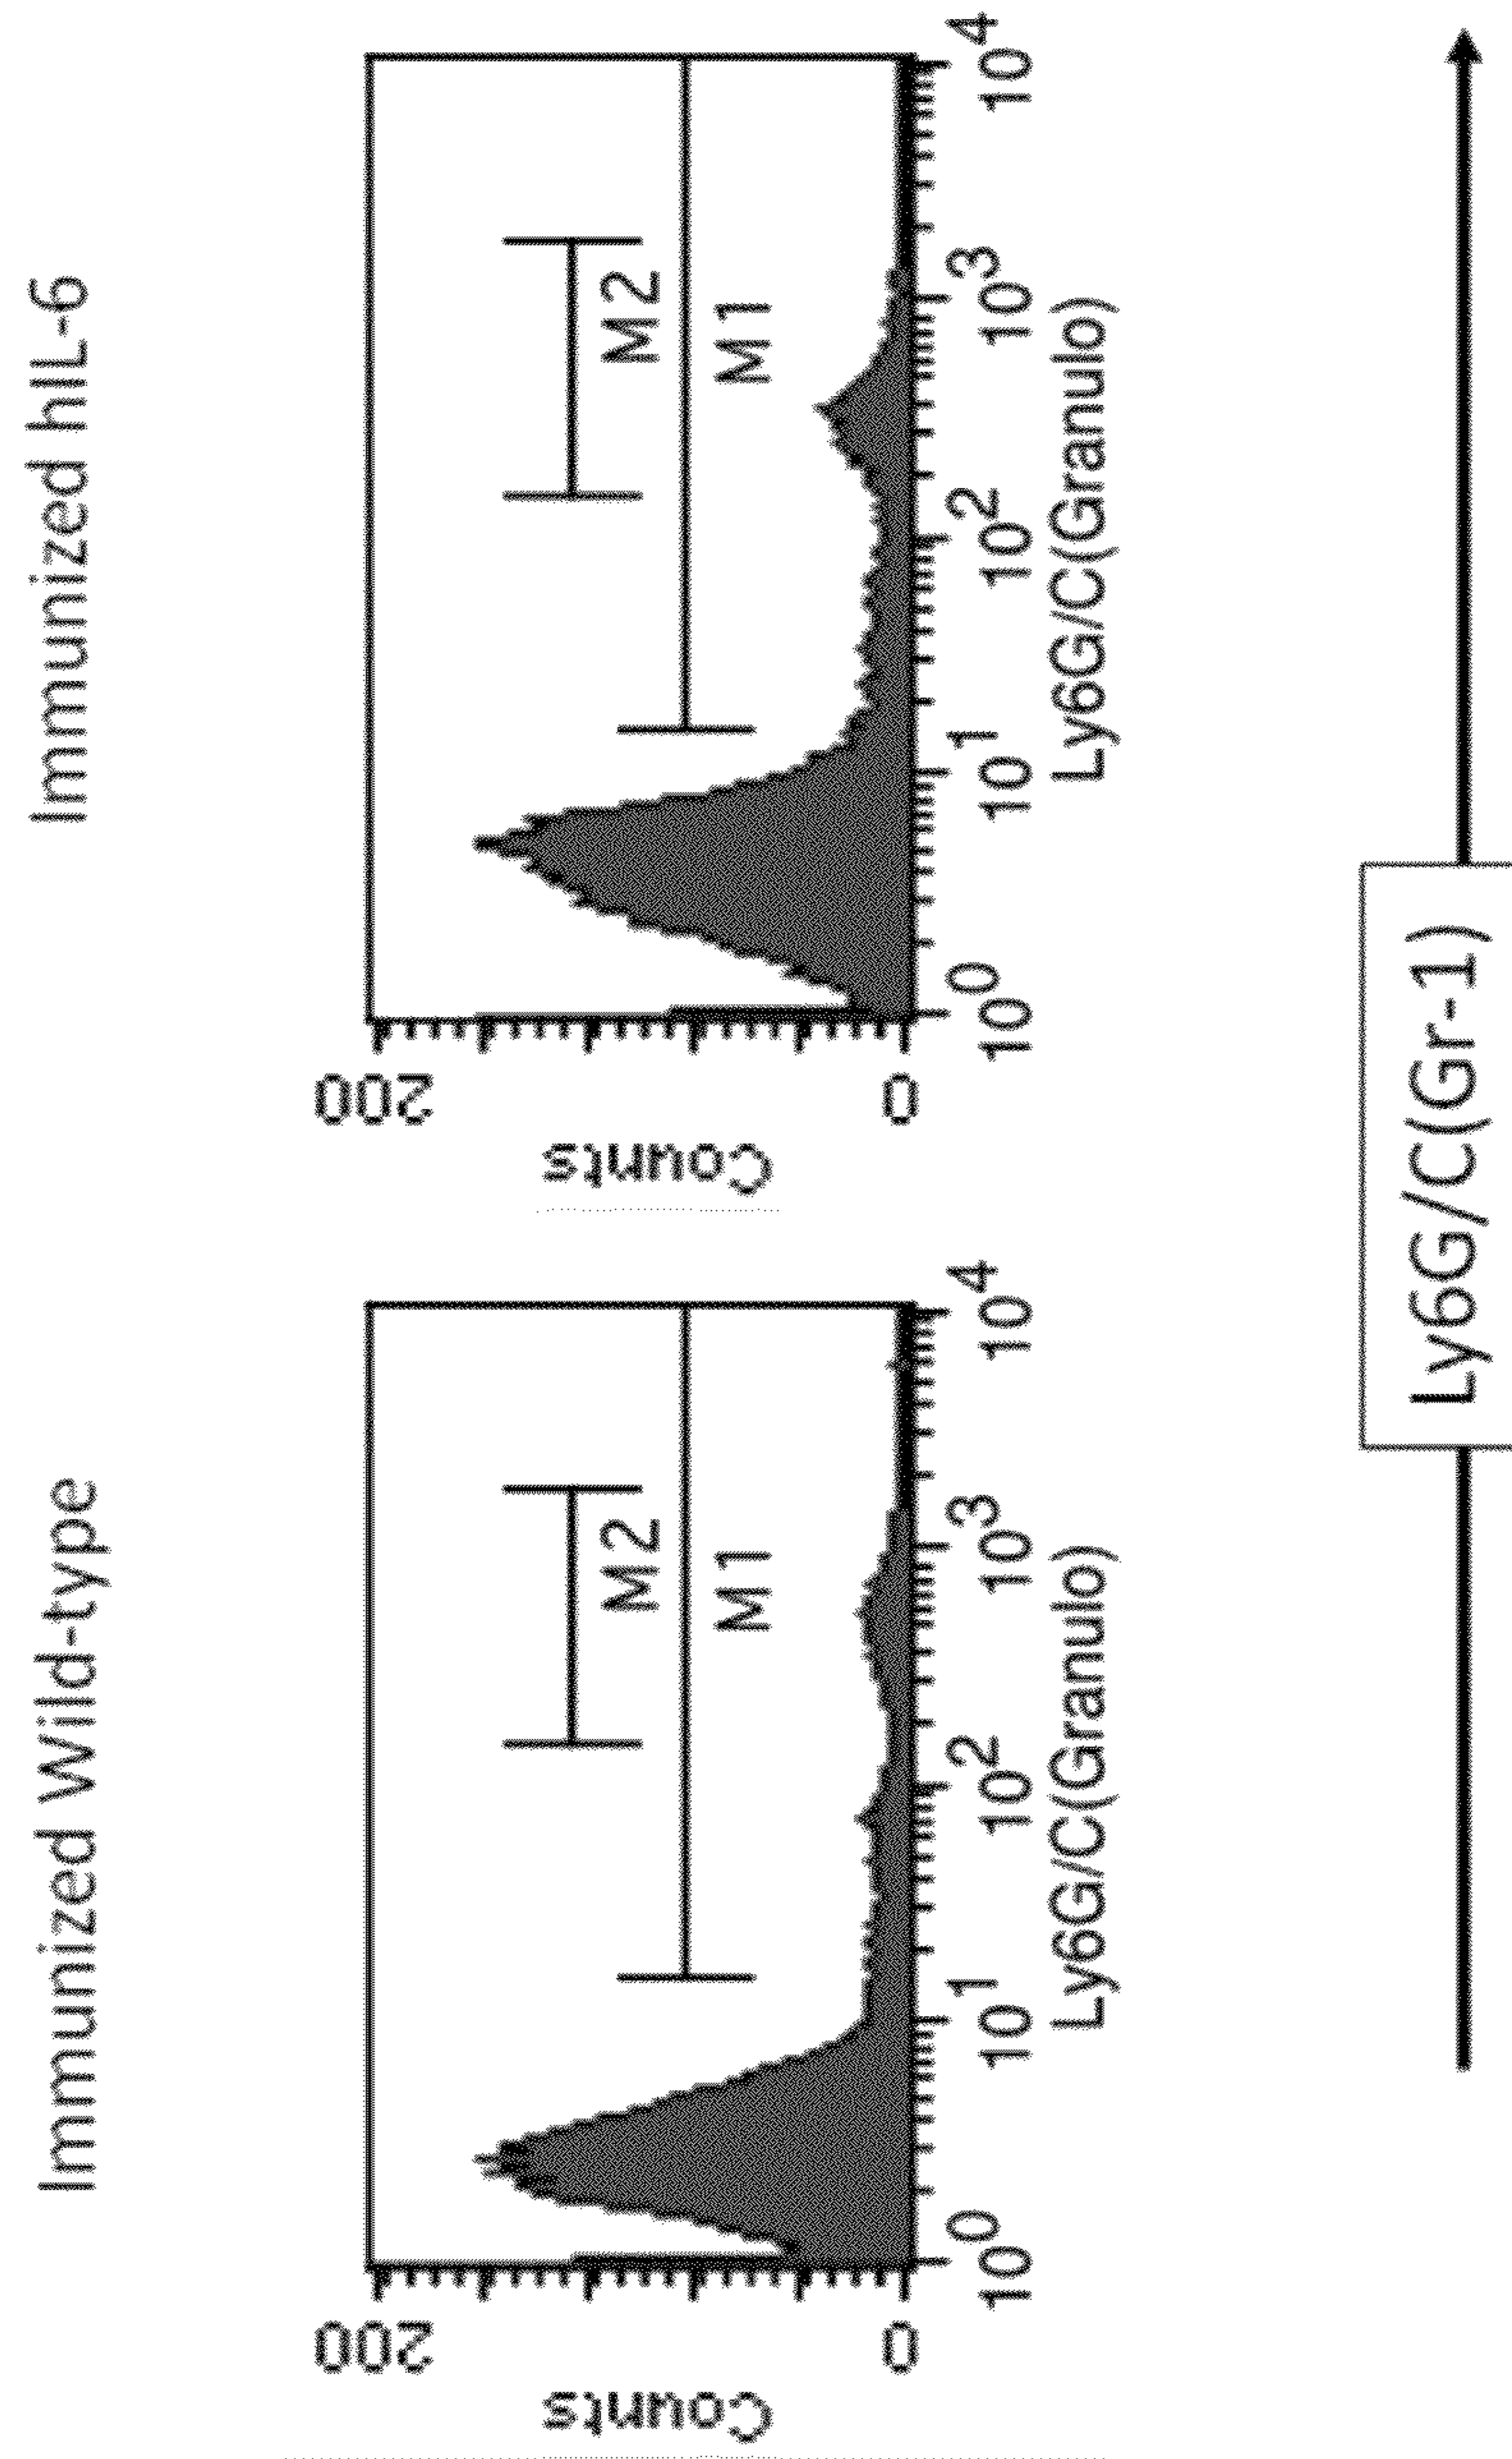 Immunized Wild-type
Counts
200
0
M2
M1
10^0 10^1 10^2 10^3 10^4
Ly6G/C(Granulo)
Immunized hIL-6
Counts
200
0
M2
M1
10^0 10^1 10^2 10^3 10^4
Ly6G/C(Granulo)
Ly6G/C(Gr-1)